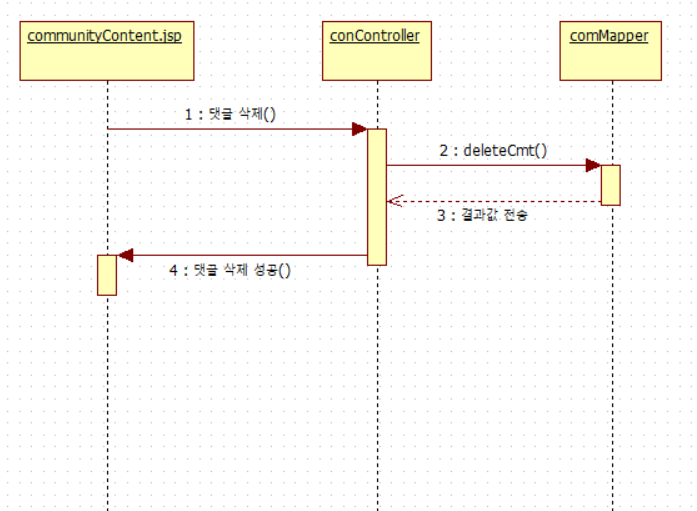 communityContent.jsp
conController
comMapper
1 : 댓글 삭제()
2 : deleteCmt()
3 : 결과값 전송
4 : 댓글 삭제 성공()